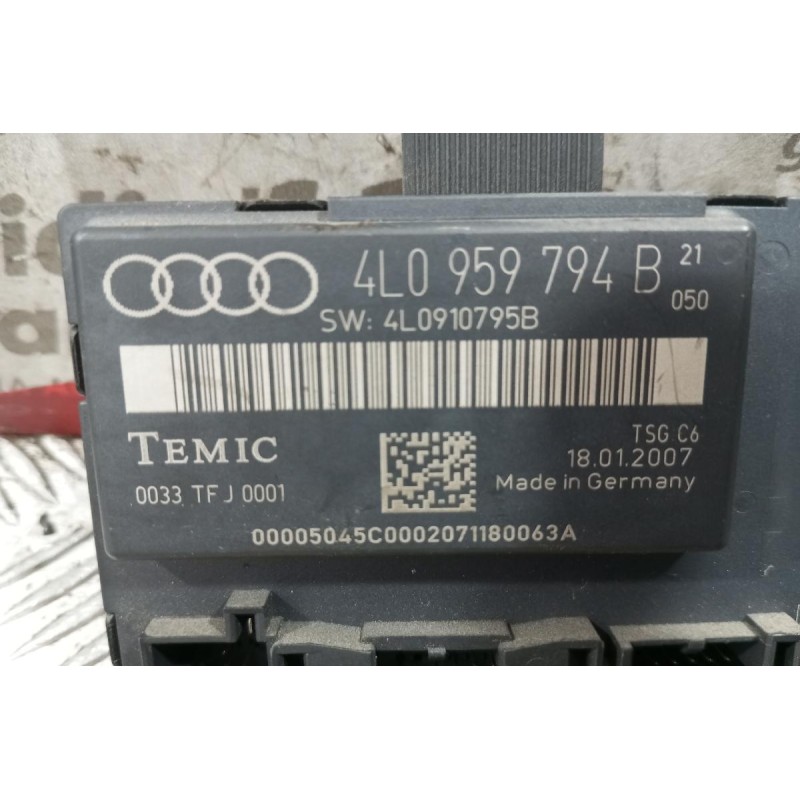 4L0 959 794 B 21
050
SW: 4L0910795B
TEMIC
TSG C6
18.01.2007
0033 TFJ 0001
Made in Germany
00005045C0002071180063A